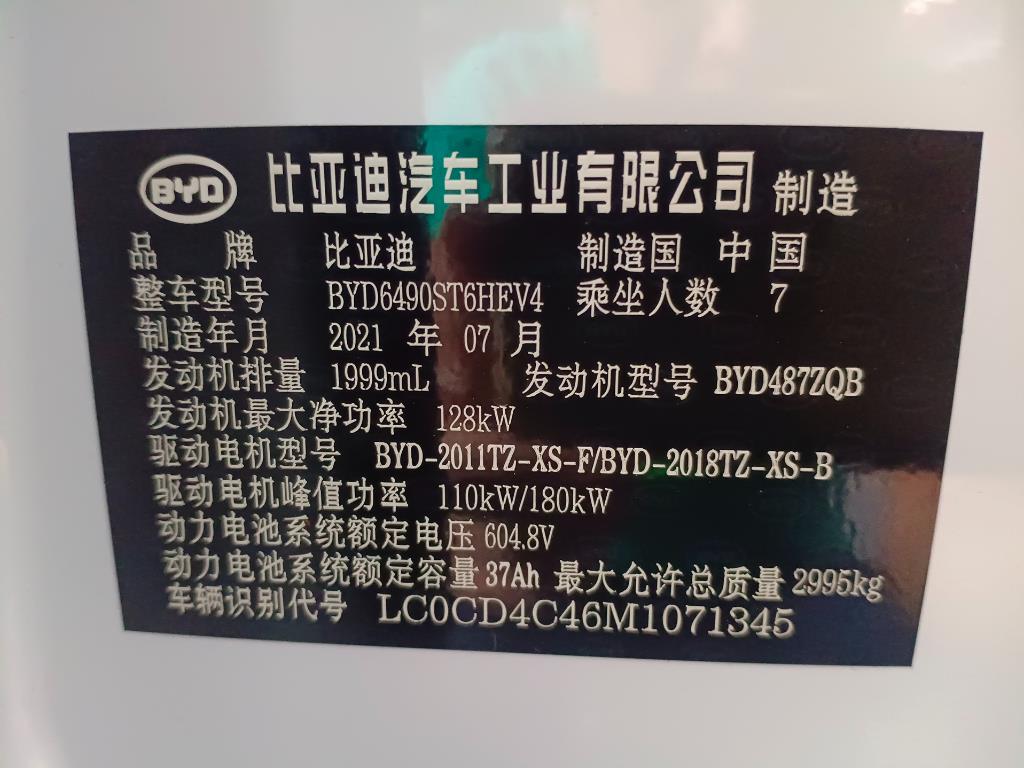 BYD 比亚迪汽车工业有限公司 制造
品 牌 比亚迪 制造国 中国
整车型号 BYD6490ST6HEV4 乘坐人数 7
制造年月 2021 年 07 月
发动机排量 1999mL 发动机型号 BYD487ZQB
发动机最大净功率 128kW
驱动电机型号 BYD-2011TZ-XS-F/BYD-2018TZ-XS-B
驱动电机峰值功率 110kW/180kW
动力电池系统额定电压 604.8V
动力电池系统额定容量 37Ah 最大允许总质量 2995kg
车辆识别代号 LC0CD4C46M1071345